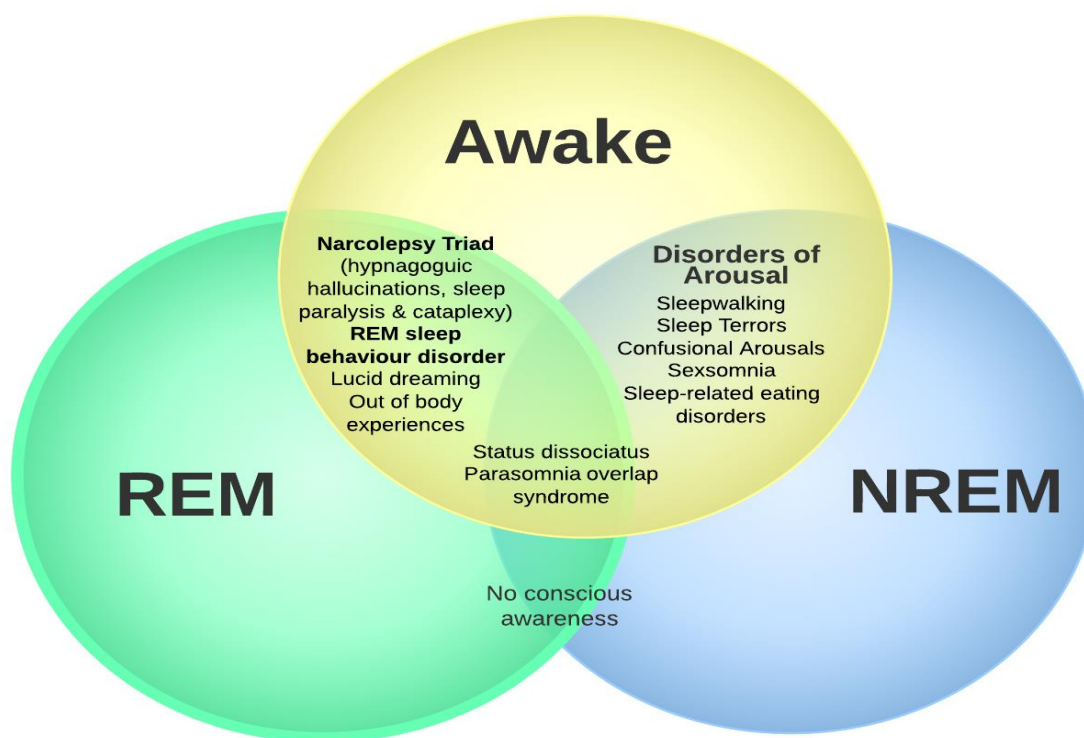 Awake
Narcolepsy Triad
(hypnagoguic
hallucinations, sleep
paralysis & cataplexy)
REM sleep
behaviour disorder
Lucid dreaming
Out of body
experiences
Disorders of
Arousal
Sleepwalking
Sleep Terrors
Confusional Arousals
Sexsomnia
Sleep-related eating
disorders
Status dissociatus
Parasomnia overlap
syndrome
REM
NREM
No conscious
awareness